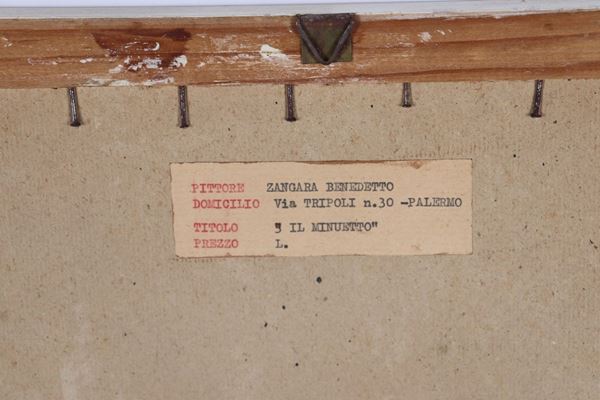 PITTORE ZANGARA BENEDETTO
DOMICILIO Via TRIPOLI n.30 -PALERMO
TITOLO " IL MINUETTO"
PREZZO L.